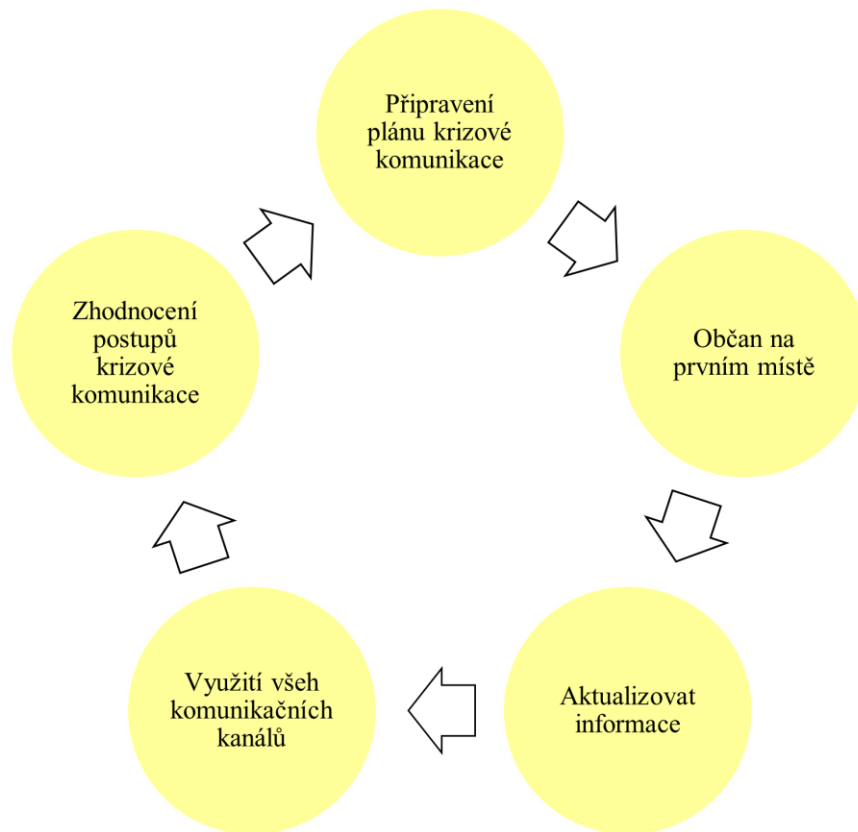 Připravení
plánu krizové
komunikace
Občan na
prvním místě
Aktualizovat
informace
Využití všeh
komunikačních
kanálů
Zhodnocení
postupů
krizové
komunikace